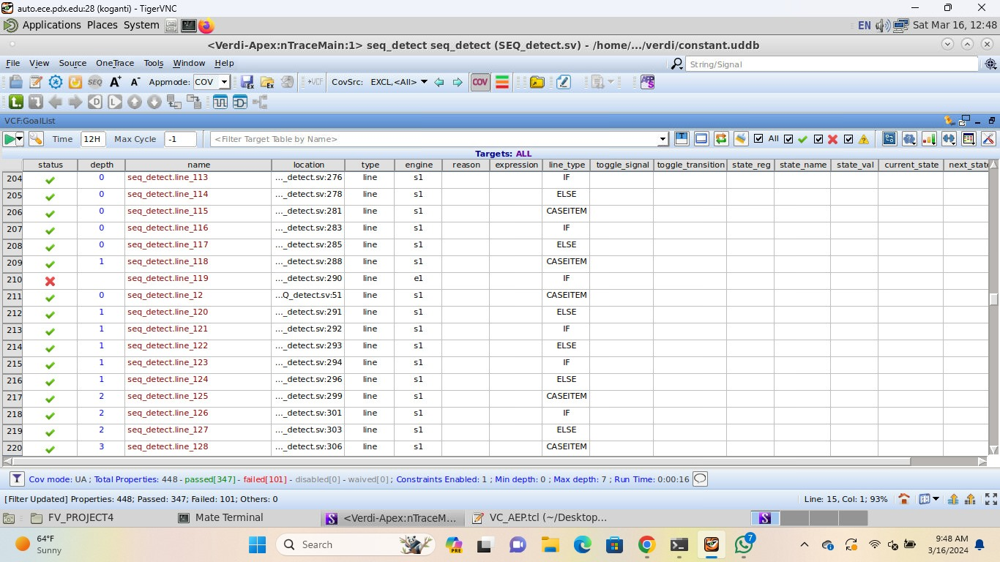 auto.ece.pdx.edu:28 (koganti) - TigerVNC
Applications Places System EN Sat Mar 16, 12:48
<Verdi-Apex:nTraceMain:1> seq_detect seq_detect (SEQ_detect.sv) - /home/.../verdi/constant.uddb
File View Source OneTrace Tools Window Help String/Signal
SEQ A+ A- Appmode: COV Ex Ex →VCF CovSrc: EXCL,<All> COV
VCF:GoalList
Time 12H Max Cycle -1 <Filter Target Table by Name> All
Targets: ALL
status depth name location type engine reason expression line_type toggle_signal toggle_transition state_reg state_name state_val current_state next_state
204 0 seq_detect.line_113 ..._detect.sv:276 line s1 IF
205 0 seq_detect.line_114 ..._detect.sv:278 line s1 ELSE
206 0 seq_detect.line_115 ..._detect.sv:281 line s1 CASEITEM
207 0 seq_detect.line_116 ..._detect.sv:283 line s1 IF
208 0 seq_detect.line_117 ..._detect.sv:285 line s1 ELSE
209 1 seq_detect.line_118 ..._detect.sv:288 line s1 CASEITEM
210 seq_detect.line_119 ..._detect.sv:290 line e1 IF
211 0 seq_detect.line_12 ...Q_detect.sv:51 line s1 CASEITEM
212 1 seq_detect.line_120 ..._detect.sv:291 line s1 ELSE
213 1 seq_detect.line_121 ..._detect.sv:292 line s1 IF
214 1 seq_detect.line_122 ..._detect.sv:293 line s1 ELSE
215 1 seq_detect.line_123 ..._detect.sv:294 line s1 IF
216 1 seq_detect.line_124 ..._detect.sv:296 line s1 ELSE
217 2 seq_detect.line_125 ..._detect.sv:299 line s1 CASEITEM
218 2 seq_detect.line_126 ..._detect.sv:301 line s1 IF
219 2 seq_detect.line_127 ..._detect.sv:303 line s1 ELSE
220 3 seq_detect.line_128 ..._detect.sv:306 line s1 CASEITEM
Cov mode: UA ; Total Properties: 448 - passed[347] - failed[101] - disabled[0] - waived[0] ; Constraints Enabled: 1 ; Min depth: 0 ; Max depth: 7 ; Run Time: 0:00:16
[Filter Updated] Properties: 448; Passed: 347; Failed: 101; Others: 0 Line: 15, Col: 1; 93%
FV_PROJECT4 Mate Terminal <Verdi-Apex:nTraceM... VC_AEP.tcl (~/Desktop...
64°F
Sunny
Search
PRE
7
9:48 AM
3/16/2024